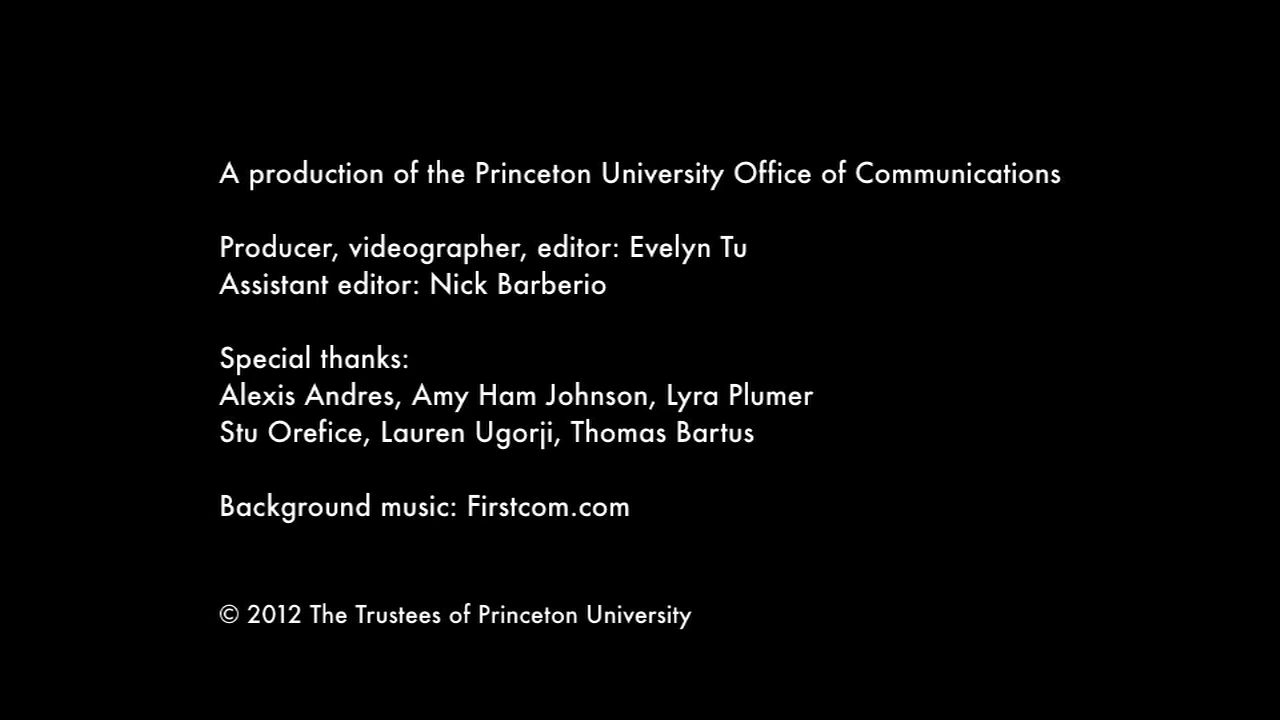 A production of the Princeton University Office of Communications
Producer, videographer, editor: Evelyn Tu
Assistant editor: Nick Barberio
Special thanks:
Alexis Andres, Amy Ham Johnson, Lyra Plumer
Stu Orefice, Lauren Ugorji, Thomas Bartus
Background music: Firstcom.com
© 2012 The Trustees of Princeton University